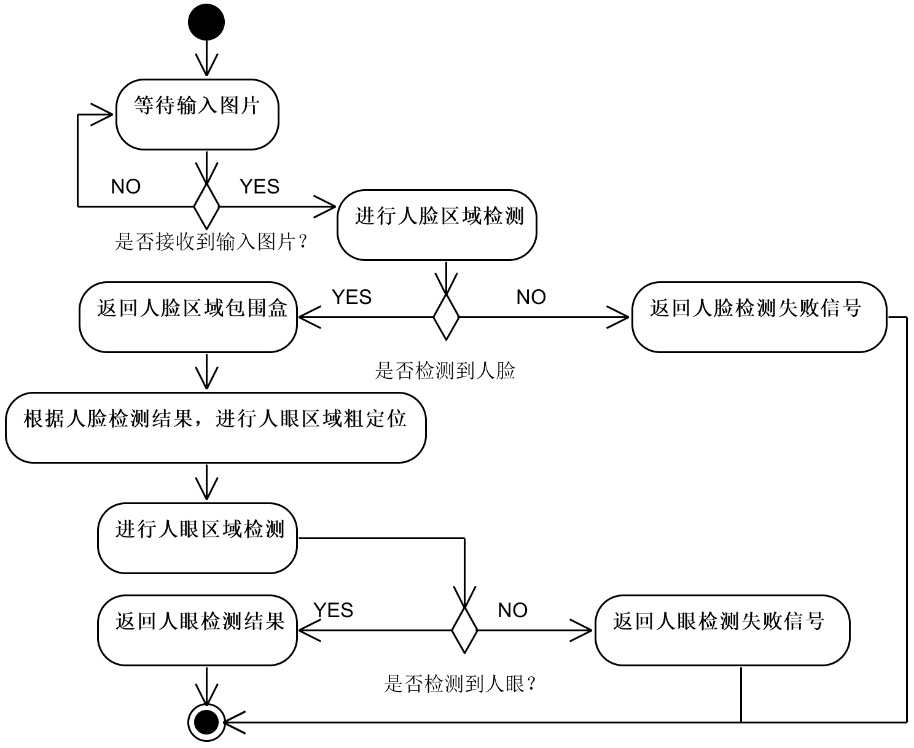 等待输入图片
NO
YES
是否接收到输入图片?
进行人脸区域检测
返回人脸区域包围盒
YES
NO
返回人脸检测失败信号
是否检测到人脸
根据人脸检测结果，进行人眼区域粗定位
进行人眼区域检测
返回人眼检测结果
YES
NO
返回人眼检测失败信号
是否检测到人眼?